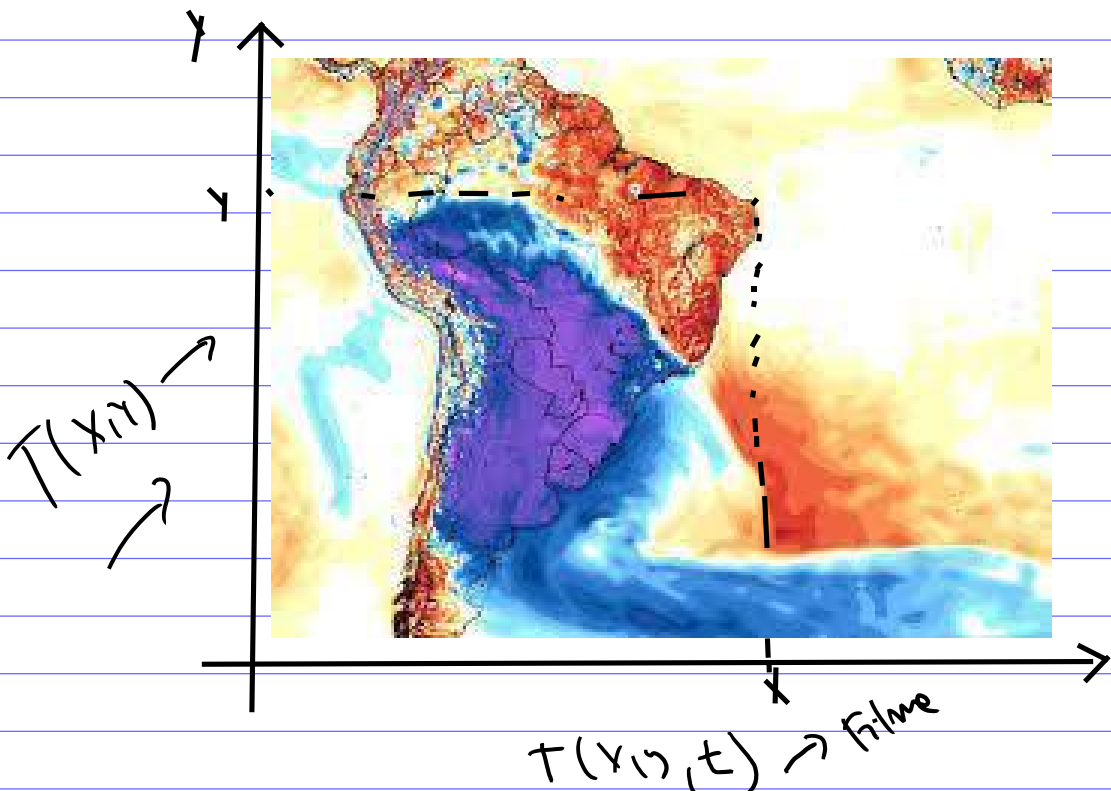 y
y
T(x,y) →
→
x
T(x,y,t) → Filme